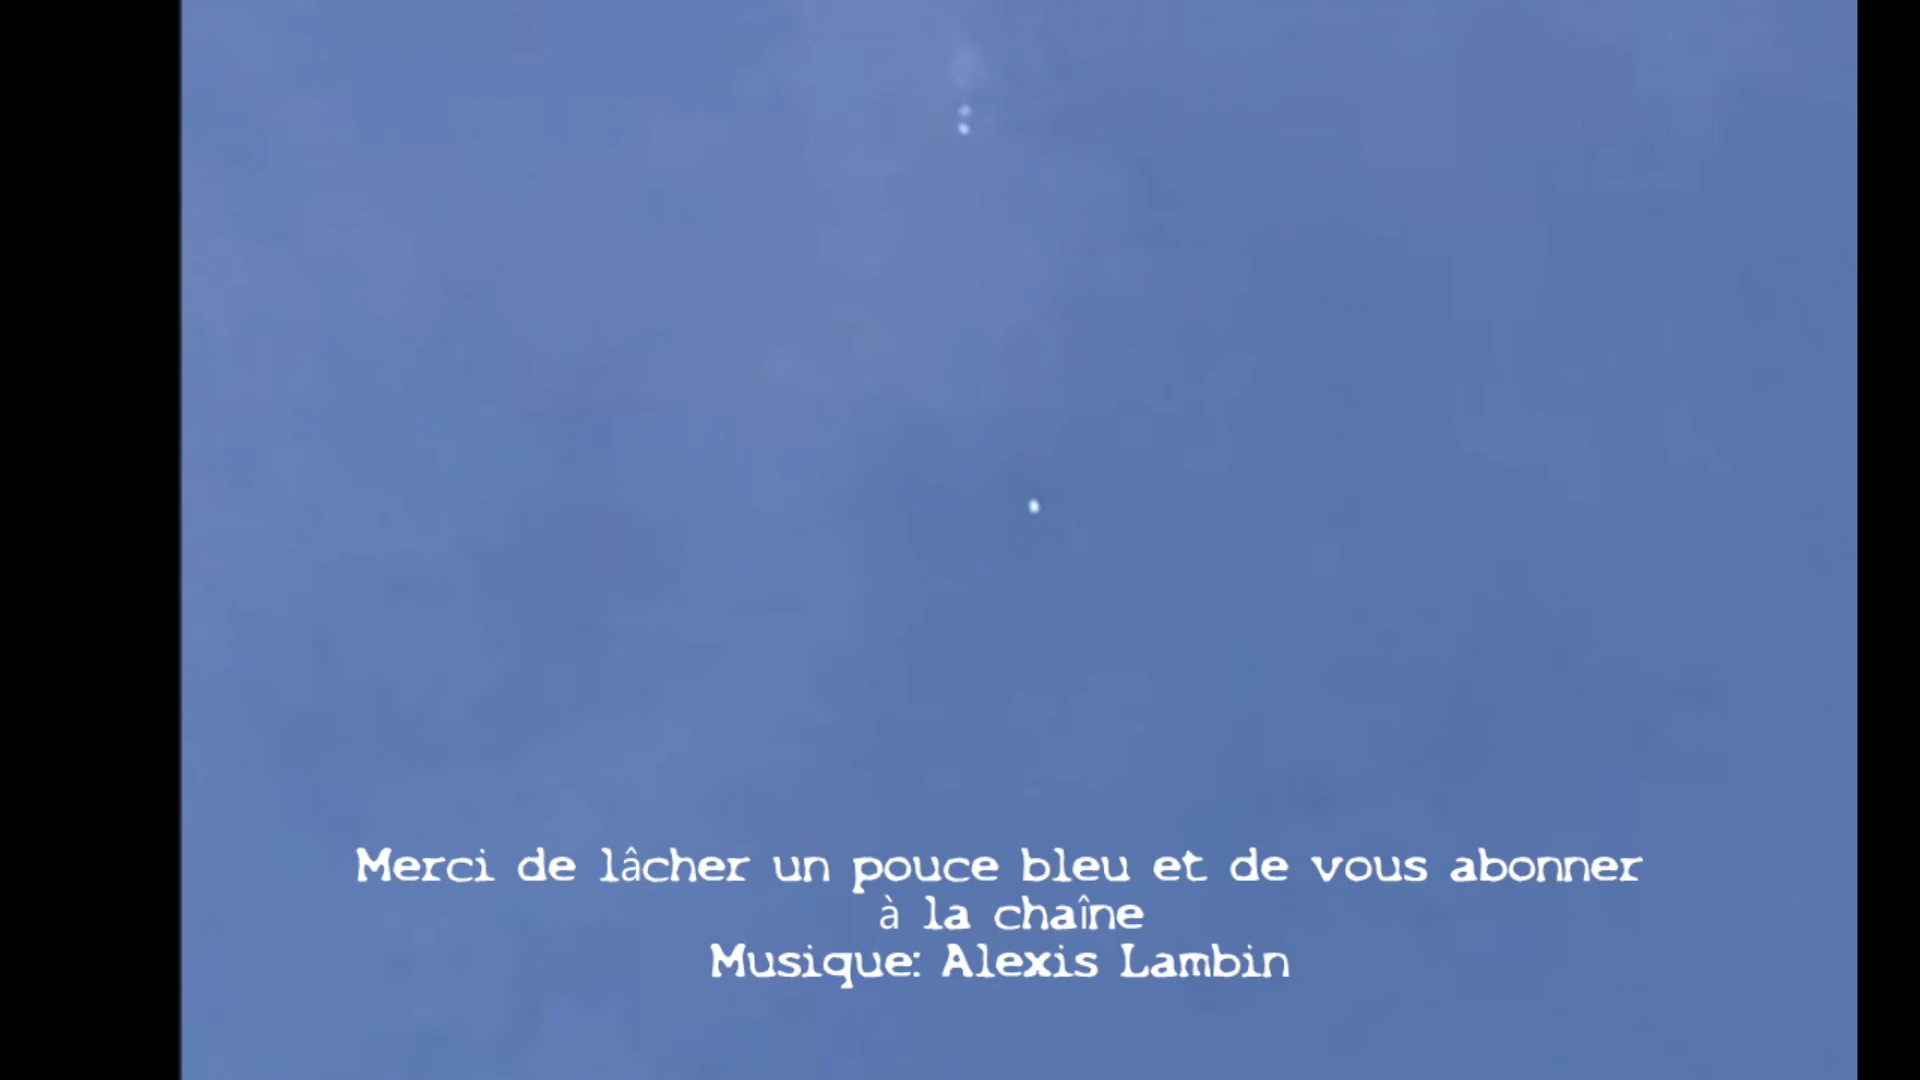 Merci de lâcher un pouce bleu et de vous abonner
à la chaîne
Musique: Alexis Lambin